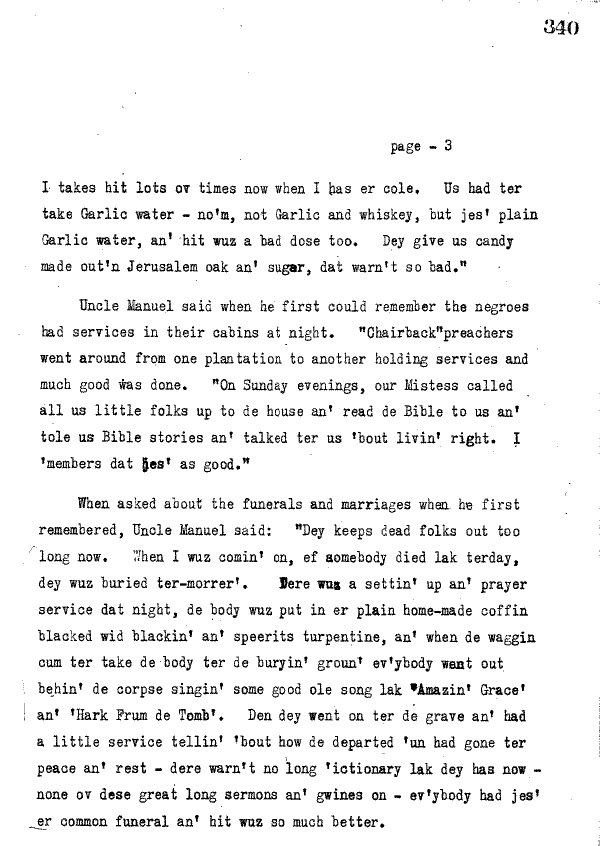 340
page - 3
I takes hit lots ov times now when I has er cole. Us had ter
take Garlic water - no'm, not Garlic and whiskey, but jes' plain
Garlic water, an' hit wuz a bad dose too. Dey give us candy
made out'n Jerusalem oak an' sugar, dat warn't so bad."
Uncle Manuel said when he first could remember the negroes
had services in their cabins at night. "Chairback"preachers
went around from one plantation to another holding services and
much good was done. "On Sunday evenings, our Mistess called
all us little folks up to de house an' read de Bible to us an'
tole us Bible stories an' talked ter us 'bout livin' right. I
'members dat jes' as good."
When asked about the funerals and marriages when he first
remembered, Uncle Manuel said: "Dey keeps dead folks out too
long now. When I wuz comin' on, ef somebody died lak terday,
dey wuz buried ter-morrer'. Dere wuz a settin' up an' prayer
service dat night, de body wuz put in er plain home-made coffin
blacked wid blackin' an' speerits turpentine, an' when de waggin
cum ter take de body ter de buryin' groun' ev'ybody went out
behin' de corpse singin' some good ole song lak 'Amazin' Grace'
an' 'Hark Frum de Tomb'. Den dey went on ter de grave an' had
a little service tellin' 'bout how de departed 'un had gone ter
peace an' rest - dere warn't no long 'ictionary lak dey has now -
none ov dese great long sermons an' gwines on - ev'ybody had jes'
er common funeral an' hit wuz so much better.